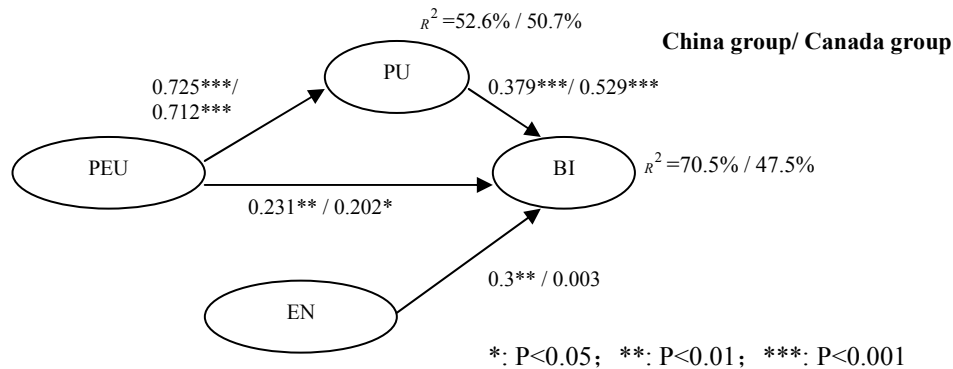 R² =52.6% / 50.7%
China group/ Canada group
PU
0.725***/
0.712***
0.379***/ 0.529***
PEU
BI
R² =70.5% / 47.5%
0.231** / 0.202*
0.3** / 0.003
EN
*: P<0.05；**: P<0.01；***: P<0.001